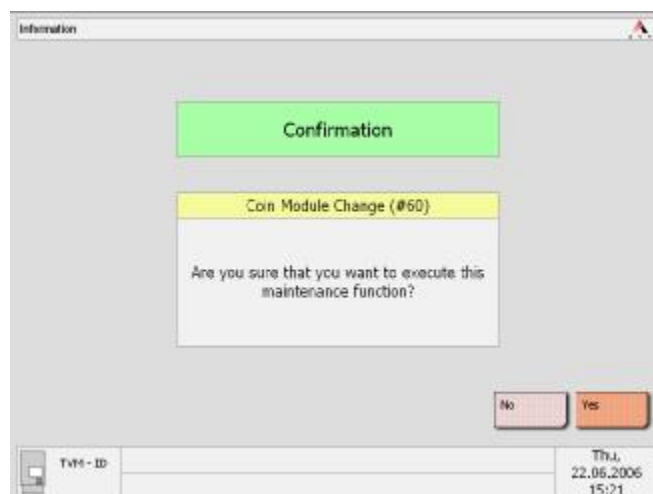 Information
Confirmation
Coin Module Change (#60)
Are you sure that you want to execute this
maintenance function?
No
Yes
TVM - ID
Thu,
22.06.2006
15:21